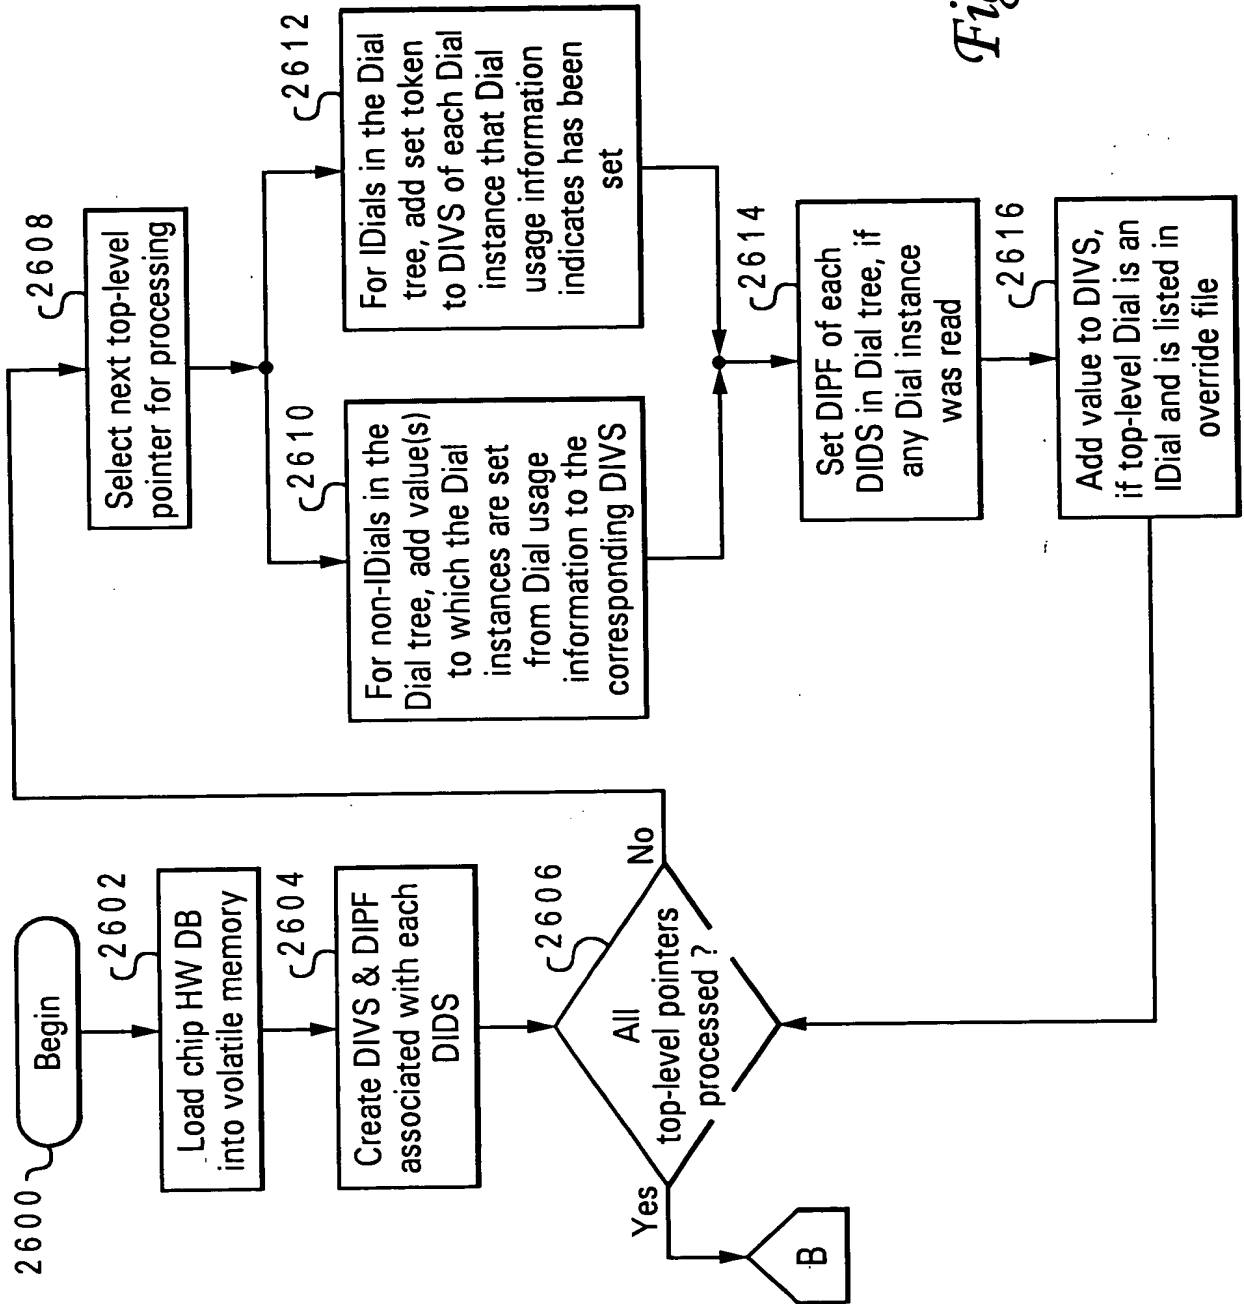 2600
Begin
2602
Load chip HW DB
into volatile memory
2604
Create DIVS & DIPF
associated with each
DIDS
2606
All
top-level pointers
processed ?
Yes
No
B
2608
Select next top-level
pointer for processing
2610
For non-IDials in the
Dial tree, add value(s)
to which the Dial
instances are set
from Dial usage
information to the
corresponding DIVS
2612
For IDials in the Dial
tree, add set token
to DIVS of each Dial
instance that Dial
usage information
indicates has been
set
2614
Set DIPF of each
DIDS in Dial tree, if
any Dial instance
was read
2616
Add value to DIVS,
if top-level Dial is an
IDial and is listed in
override file